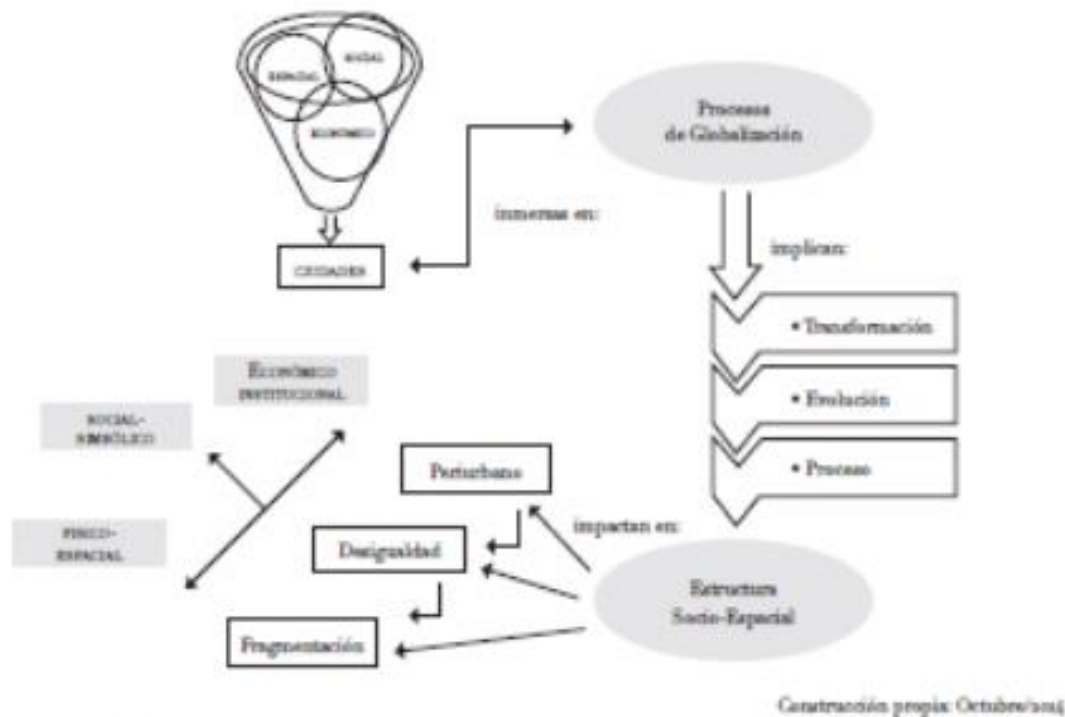 SOCIAL
ESPACIAL
ECONÓMICO
Procesos
de Globalización
inmersas en:
CIUDADES
implican:
• Transformación
• Evolución
• Proceso
ECONÓMICO
INSTITUCIONAL
SOCIAL-
SIMBÓLICO
FISICO-
ESPACIAL
Periurbano
impactan en:
Desigualdad
Fragmentación
Estructura
Socio-Espacial
Construcción propia: Octubre/2014